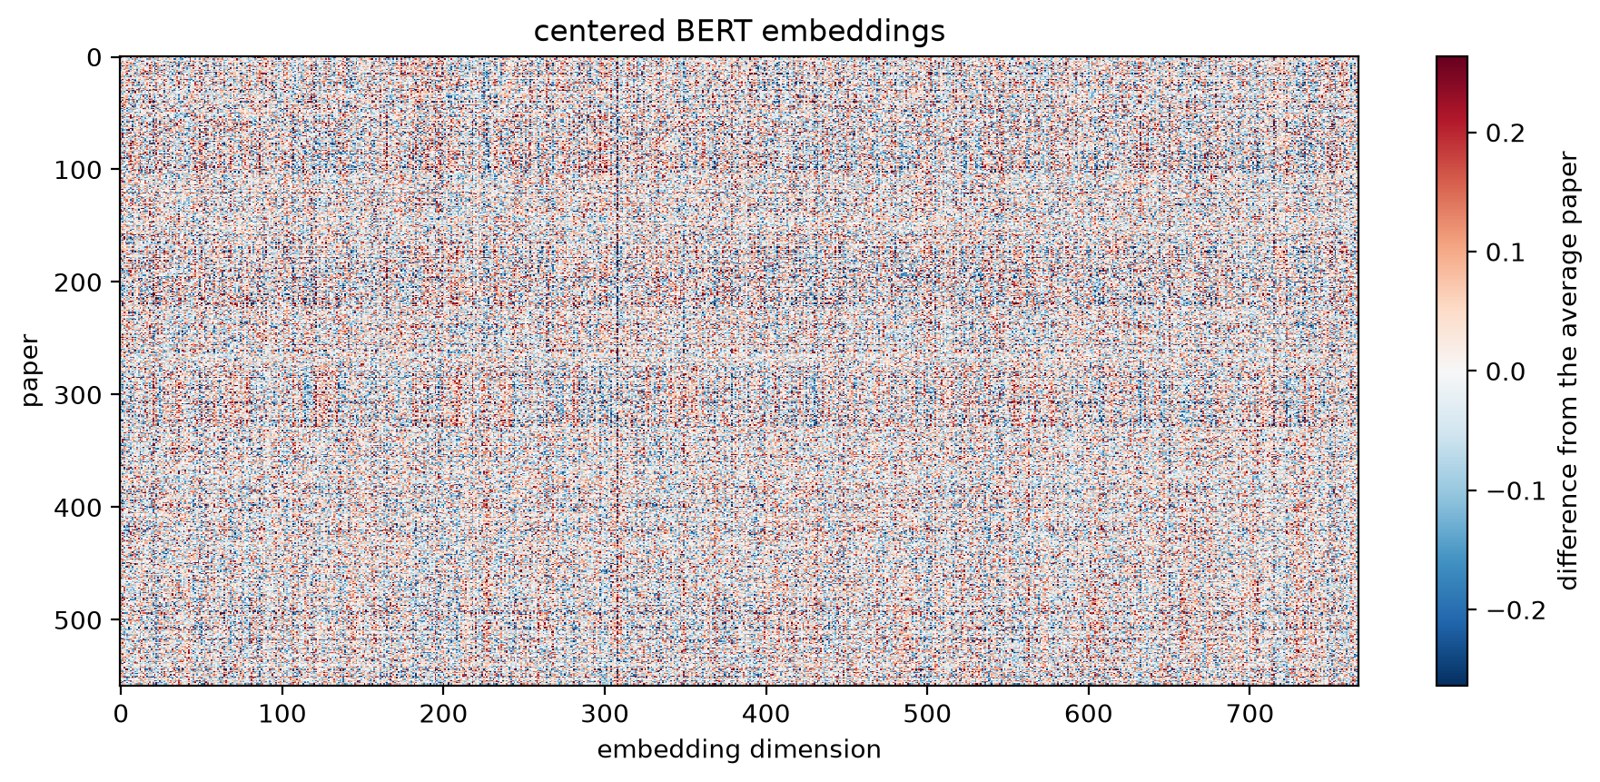 centered BERT embeddings
0
100
200
300
400
500
paper
0 100 200 300 400 500 600 700
embedding dimension
0.2
0.1
0.0
−0.1
−0.2
difference from the average paper